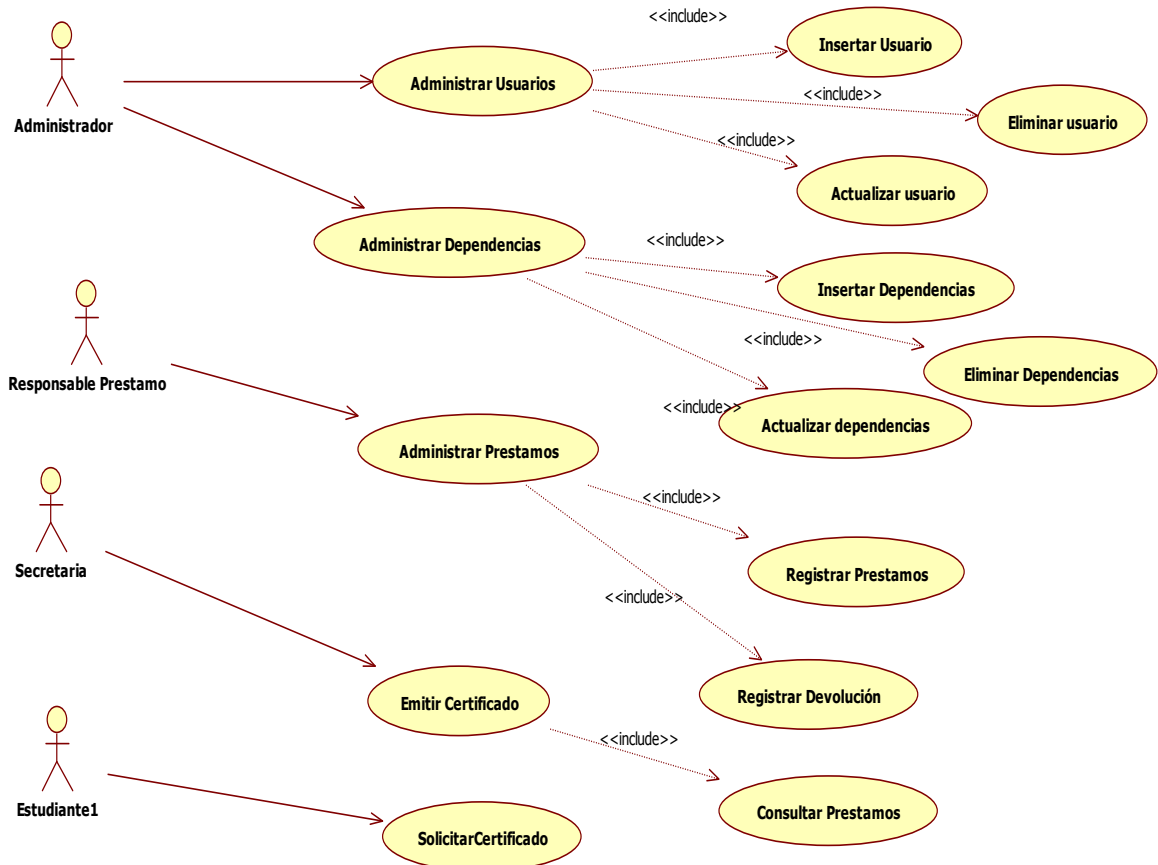 <<include>>
Insertar Usuario
Administrar Usuarios
<<include>>
Eliminar usuario
Administrador
<<include>>
Actualizar usuario
Administrar Dependencias
<<include>>
Insertar Dependencias
<<include>>
Eliminar Dependencias
Responsable Prestamo
<<include>>
Actualizar dependencias
Administrar Prestamos
<<include>>
Secretaria
Registrar Prestamos
<<include>>
Emitir Certificado
Registrar Devolución
<<include>>
Estudiante1
Consultar Prestamos
SolicitarCertificado